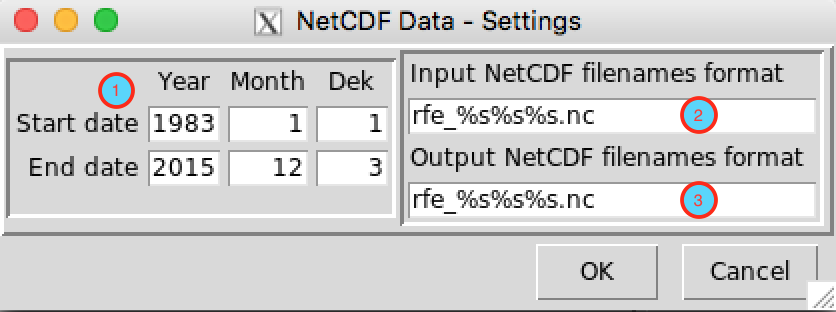 NetCDF Data - Settings
1
Year Month Dek
Start date 1983 1 1
End date 2015 12 3
Input NetCDF filenames format
rfe_%s%s%s.nc 2
Output NetCDF filenames format
rfe_%s%s%s.nc 3
OK Cancel